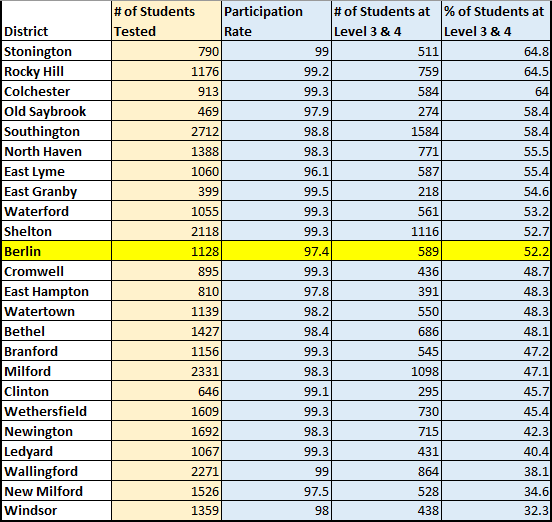 District # of Students Tested Participation Rate # of Students at Level 3 & 4 % of Students at Level 3 & 4
Stonington 790 99 511 64.8
Rocky Hill 1176 99.2 759 64.5
Colchester 913 99.3 584 64
Old Saybrook 469 97.9 274 58.4
Southington 2712 98.8 1584 58.4
North Haven 1388 98.3 771 55.5
East Lyme 1060 96.1 587 55.4
East Granby 399 99.5 218 54.6
Waterford 1055 99.3 561 53.2
Shelton 2118 99.3 1116 52.7
Berlin 1128 97.4 589 52.2
Cromwell 895 99.3 436 48.7
East Hampton 810 97.8 391 48.3
Watertown 1139 98.2 550 48.3
Bethel 1427 98.4 686 48.1
Branford 1156 99.3 545 47.2
Milford 2331 98.3 1098 47.1
Clinton 646 99.1 295 45.7
Wethersfield 1609 99.3 730 45.4
Newington 1692 98.3 715 42.3
Ledyard 1067 99.3 431 40.4
Wallingford 2271 99 864 38.1
New Milford 1526 97.5 528 34.6
Windsor 1359 98 438 32.3